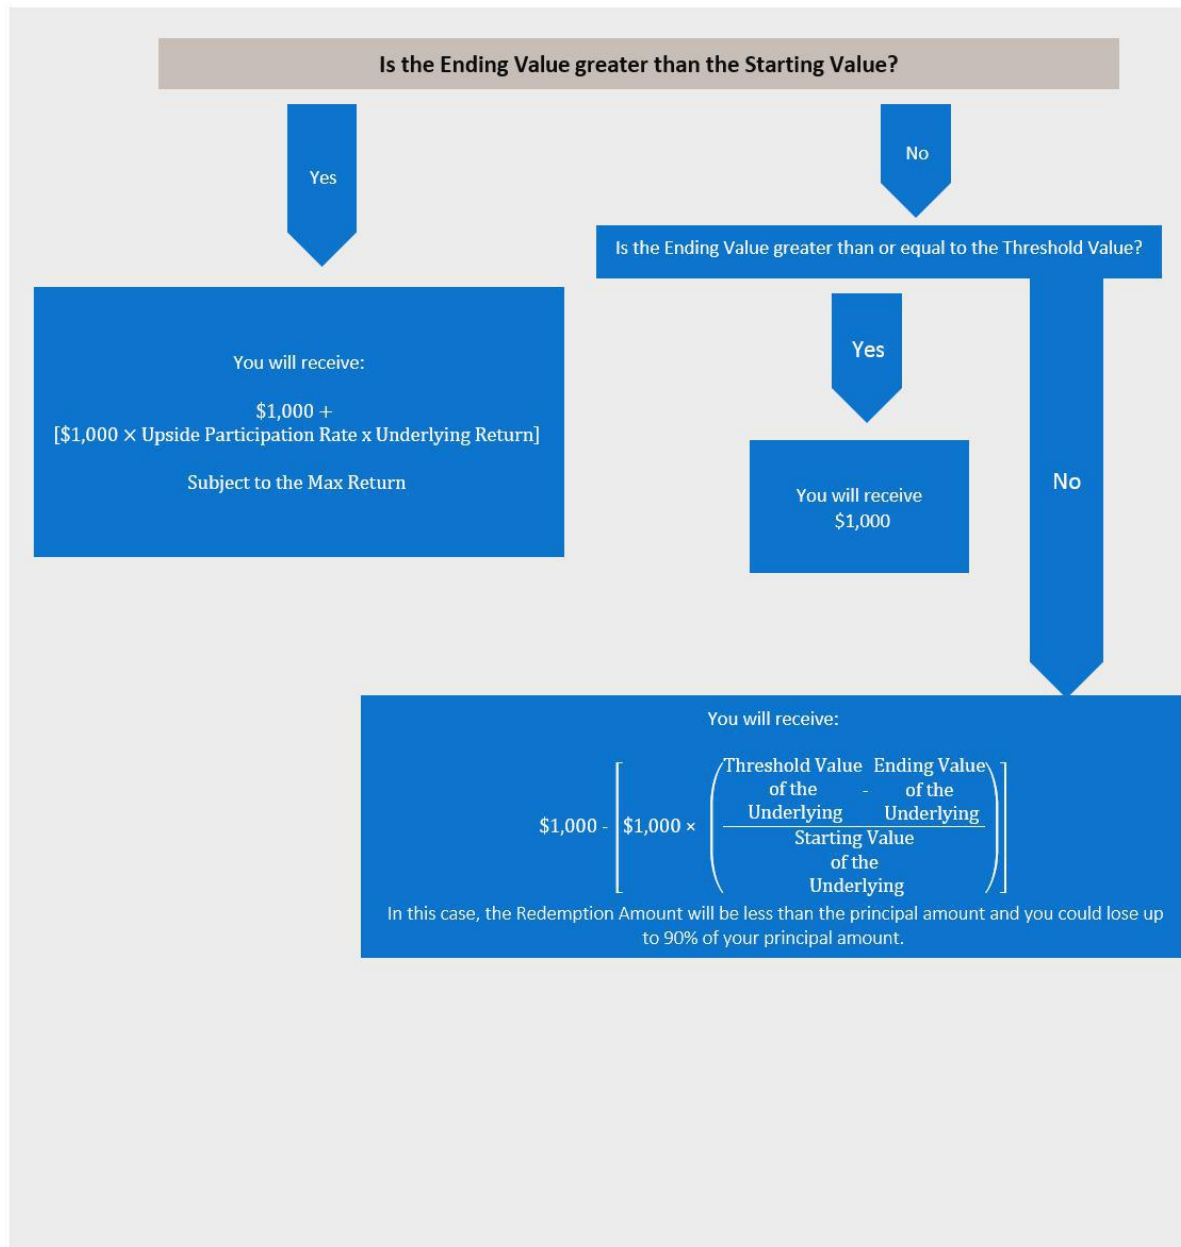 Is the Ending Value greater than the Starting Value?
Yes
No
Is the Ending Value greater than or equal to the Threshold Value?
You will receive:
$1,000 +
[$1,000 × Upside Participation Rate x Underlying Return]
Subject to the Max Return
Yes
You will receive
$1,000
No
You will receive:
Threshold Value Ending Value
of the - of the
Underlying Underlying
$1,000 - [$1,000 × ( )]
Starting Value
of the
Underlying
In this case, the Redemption Amount will be less than the principal amount and you could lose up
to 90% of your principal amount.